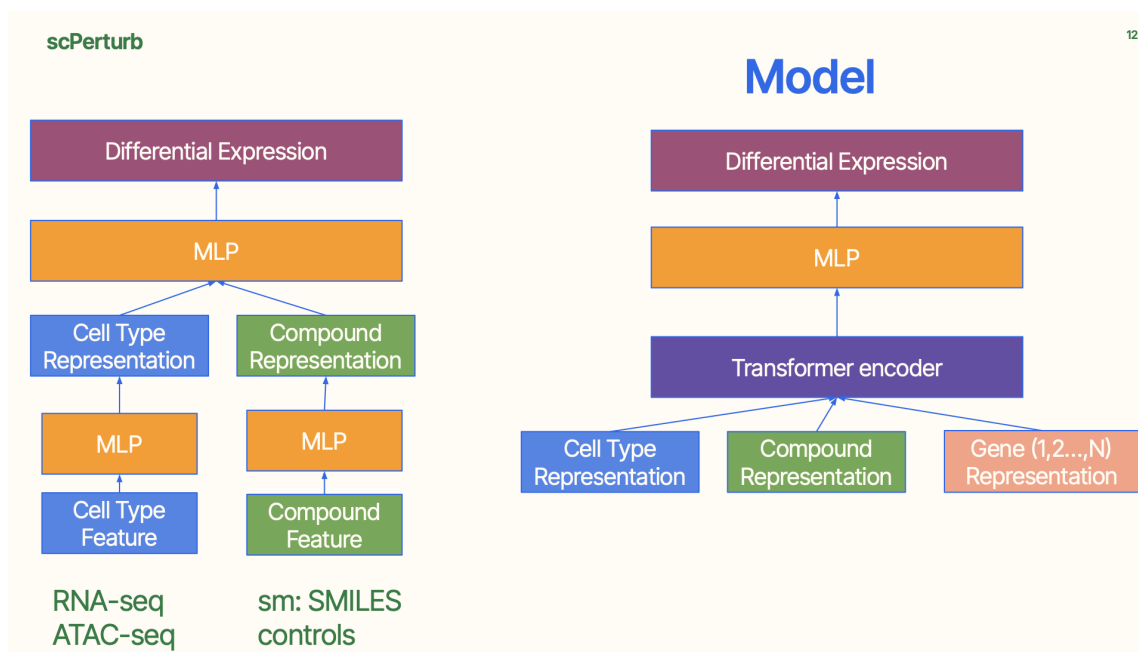 scPerturb
12
Model
Differential Expression
MLP
Cell Type
Representation
Compound
Representation
MLP
MLP
Cell Type
Feature
Compound
Feature
RNA-seq
ATAC-seq
sm: SMILES
controls
Differential Expression
MLP
Transformer encoder
Cell Type
Representation
Compound
Representation
Gene (1,2...,N)
Representation